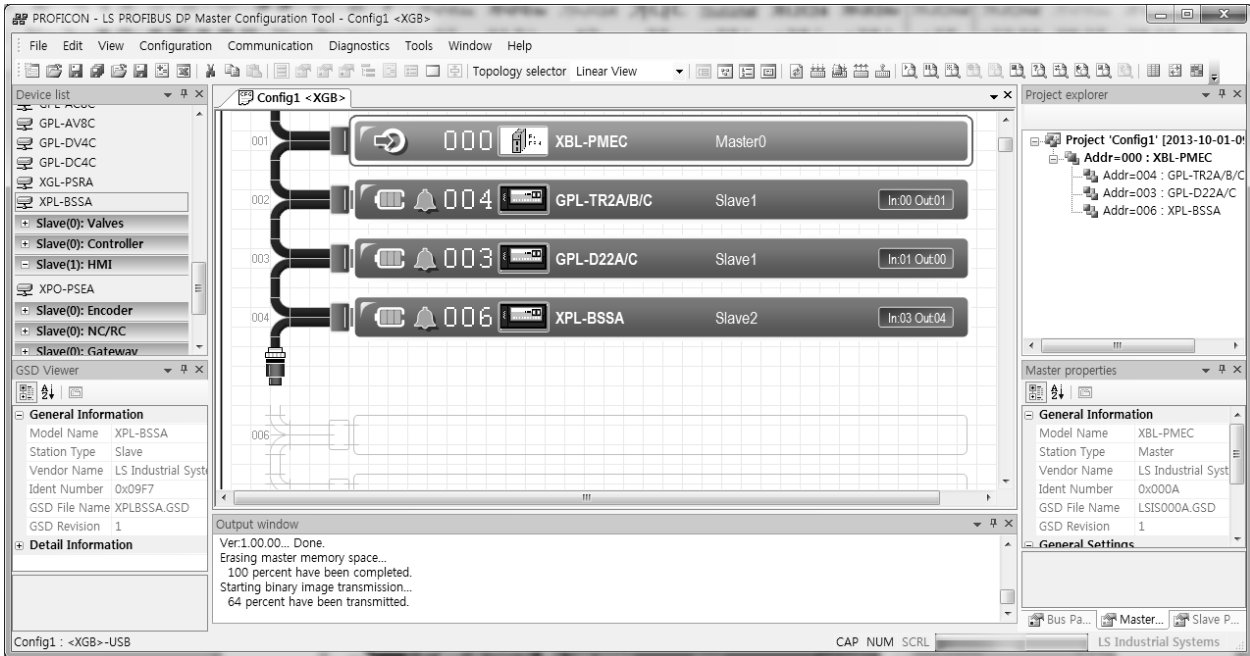 PROFICON - LS PROFIBUS DP Master Configuration Tool - Config1 <XGB>
File Edit View Configuration Communication Diagnostics Tools Window Help
Topology selector Linear View
Device list
GPL-AV8C
GPL-DV4C
GPL-DC4C
XGL-PSRA
XPL-BSSA
Slave(0): Valves
Slave(0): Controller
Slave(1): HMI
XPO-PSEA
Slave(0): Encoder
Slave(0): NC/RC
Slave(0): Gateway
GSD Viewer
General Information
Model Name XPL-BSSA
Station Type Slave
Vendor Name LS Industrial Syst
Ident Number 0x09F7
GSD File Name XPLBSSA.GSD
GSD Revision 1
Detail Information
Config1 <XGB>
001 000 XBL-PMEC Master0
002 004 GPL-TR2A/B/C Slave1 In:00 Out:01
003 003 GPL-D22A/C Slave1 In:01 Out:00
004 006 XPL-BSSA Slave2 In:03 Out:04
006
Output window
Ver:1.00.00... Done.
Erasing master memory space...
100 percent have been completed.
Starting binary image transmission...
64 percent have been transmitted.
Project explorer
Project 'Config1' [2013-10-01-0
Addr=000 : XBL-PMEC
Addr=004 : GPL-TR2A/B/C
Addr=003 : GPL-D22A/C
Addr=006 : XPL-BSSA
Master properties
General Information
Model Name XBL-PMEC
Station Type Master
Vendor Name LS Industrial Syst
Ident Number 0x000A
GSD File Name LSIS000A.GSD
GSD Revision 1
General Settings
Bus Pa... Master... Slave P...
Config1 : <XGB>-USB
CAP NUM SCRL
LS Industrial Systems